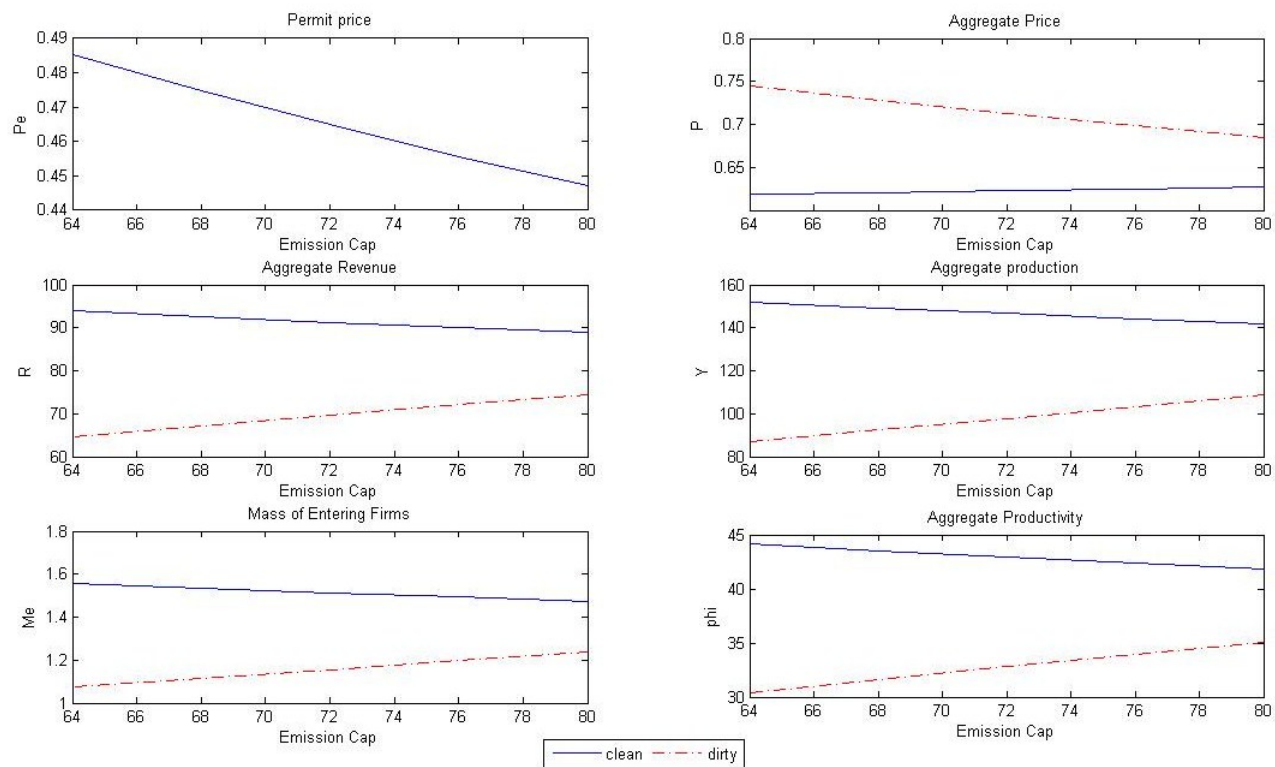 Permit price
0.49
0.48
0.47
0.46
0.45
0.44
Pe
64 66 68 70 72 74 76 78 80
Emission Cap
Aggregate Price
0.8
0.75
0.7
0.65
P
64 66 68 70 72 74 76 78 80
Emission Cap
Aggregate Revenue
100
90
80
70
60
R
64 66 68 70 72 74 76 78 80
Emission Cap
Aggregate production
160
140
120
100
80
Y
64 66 68 70 72 74 76 78 80
Emission Cap
Mass of Entering Firms
1.8
1.6
1.4
1.2
1
Me
64 66 68 70 72 74 76 78 80
Emission Cap
Aggregate Productivity
45
40
35
30
phi
64 66 68 70 72 74 76 78 80
Emission Cap
clean dirty